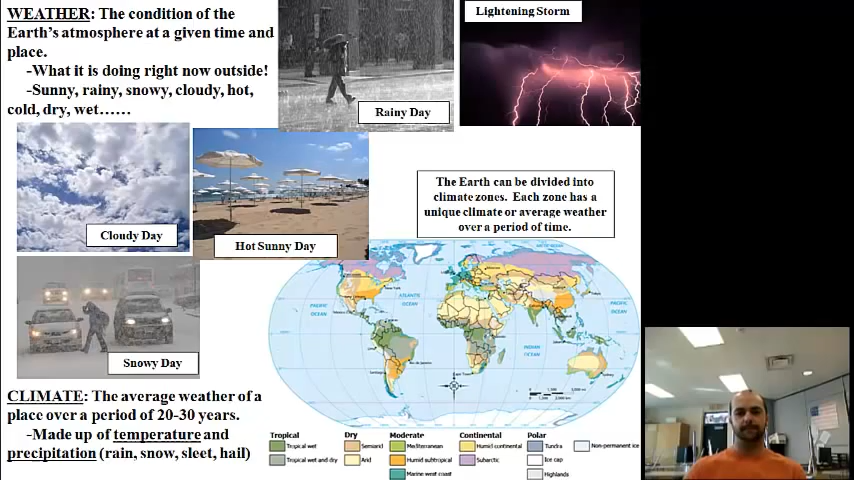 WEATHER: The condition of the
Earth's atmosphere at a given time and
place.
-What it is doing right now outside!
-Sunny, rainy, snowy, cloudy, hot,
cold, dry, wet……
Rainy Day
Lightening Storm
Cloudy Day
Hot Sunny Day
Snowy Day
The Earth can be divided into
climate zones. Each zone has a
unique climate or average weather
over a period of time.
CLIMATE: The average weather of a
place over a period of 20-30 years.
-Made up of temperature and
precipitation (rain, snow, sleet, hail)
ARCTIC OCEAN
PACIFIC
OCEAN
ATLANTIC
OCEAN
INDIAN
OCEAN
PACIFIC
OCEAN
Tropical
Tropical wet
Tropical wet and dry
Dry
Semiarid
Arid
Moderate
Mediterranean
Humid subtropical
Marine west coast
Continental
Humid continental
Subarctic
Polar
Tundra
Ice cap
Highlands
Non-permanent ice